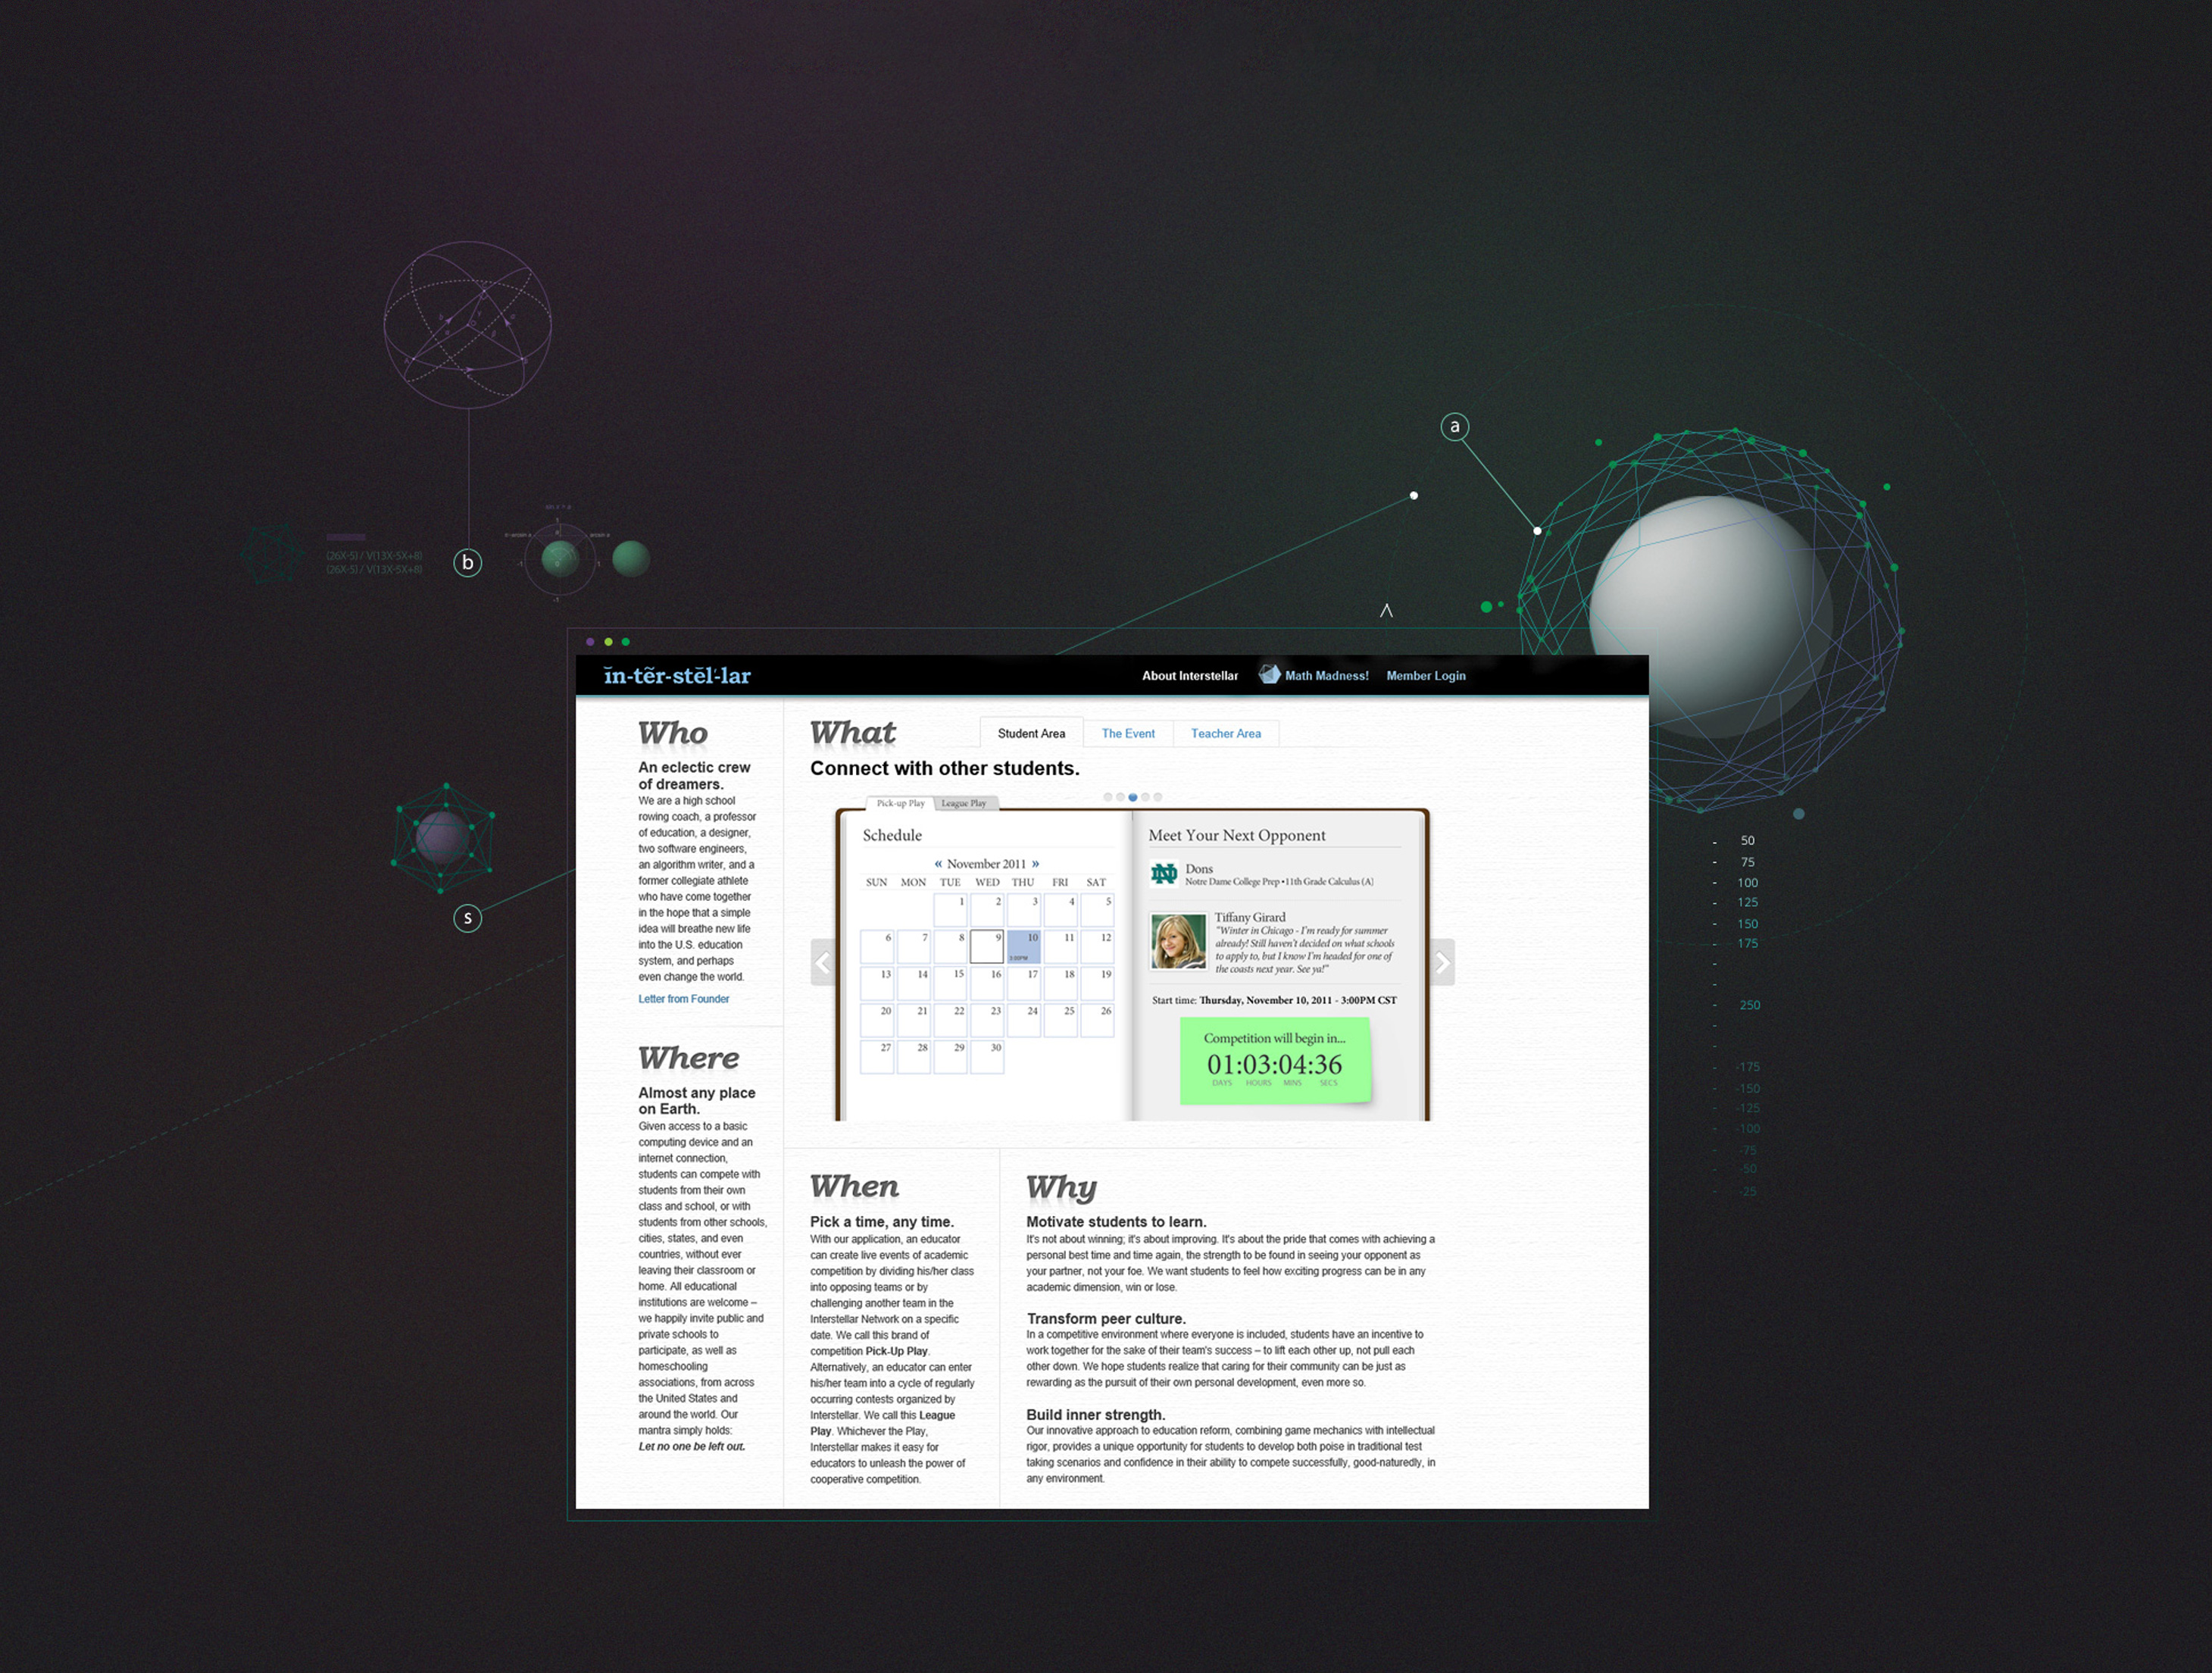 a
b
(26X-5) / V(13X-5X+8)
(26X-5) / V(13X-5X+8)
1
-1
0
1
-1
s
ĭn-tẽr-stĕl′-lar
About Interstellar
Math Madness!
Member Login
Who
An eclectic crew
of dreamers.
We are a high school
rowing coach, a professor
of education, a designer,
two software engineers,
an algorithm writer, and a
former collegiate athlete
who have come together
in the hope that a simple
idea will breathe new life
into the U.S. education
system, and perhaps
even change the world.
Letter from Founder
Where
Almost any place
on Earth.
Given access to a basic
computing device and an
internet connection,
students can compete with
students from their own
class and school, or with
students from other schools,
cities, states, and even
countries, without ever
leaving their classroom or
home. All educational
institutions are welcome –
we happily invite public and
private schools to
participate, as well as
homeschooling
associations, from across
the United States and
around the world. Our
mantra simply holds:
Let no one be left out.
What
Student Area
The Event
Teacher Area
Connect with other students.
Pick-up Play
League Play
Schedule
« November 2011 »
SUN MON TUE WED THU FRI SAT
1 2 3 4 5
6 7 8 9 10 11 12
3:00PM
13 14 15 16 17 18 19
20 21 22 23 24 25 26
27 28 29 30
Meet Your Next Opponent
ND
Dons
Notre Dame College Prep • 11th Grade Calculus (A)
Tiffany Girard
"Winter in Chicago - I'm ready for summer
already! Still haven't decided on what schools
to apply to, but I know I'm headed for one of
the coasts next year. See ya!"
Start time: Thursday, November 10, 2011 - 3:00PM CST
Competition will begin in...
01:03:04:36
DAYS HOURS MINS SECS
When
Pick a time, any time.
With our application, an educator
can create live events of academic
competition by dividing his/her class
into opposing teams or by
challenging another team in the
Interstellar Network on a specific
date. We call this brand of
competition Pick-Up Play.
Alternatively, an educator can enter
his/her team into a cycle of regularly
occurring contests organized by
Interstellar. We call this League
Play. Whichever the Play,
Interstellar makes it easy for
educators to unleash the power of
cooperative competition.
Why
Motivate students to learn.
It's not about winning; it's about improving. It's about the pride that comes with achieving a
personal best time and time again, the strength to be found in seeing your opponent as
your partner, not your foe. We want students to feel how exciting progress can be in any
academic dimension, win or lose.
Transform peer culture.
In a competitive environment where everyone is included, students have an incentive to
work together for the sake of their team's success – to lift each other up, not pull each
other down. We hope students realize that caring for their community can be just as
rewarding as the pursuit of their own personal development, even more so.
Build inner strength.
Our innovative approach to education reform, combining game mechanics with intellectual
rigor, provides a unique opportunity for students to develop both poise in traditional test
taking scenarios and confidence in their ability to compete successfully, good-naturedly, in
any environment.
- 50
- 75
- 100
- 125
- 150
- 175
-
-
- 250
-
-
- -175
- -150
- -125
- -100
- -75
- -50
- -25